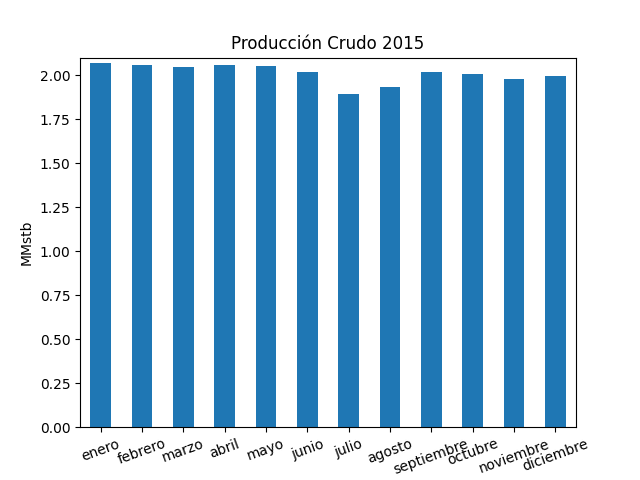 Producción Crudo 2015
2.00
1.75
1.50
1.25
1.00
0.75
0.50
0.25
0.00
MMstb
enero
febrero
marzo
abril
mayo
junio
julio
agosto
septiembre
octubre
noviembre
diciembre